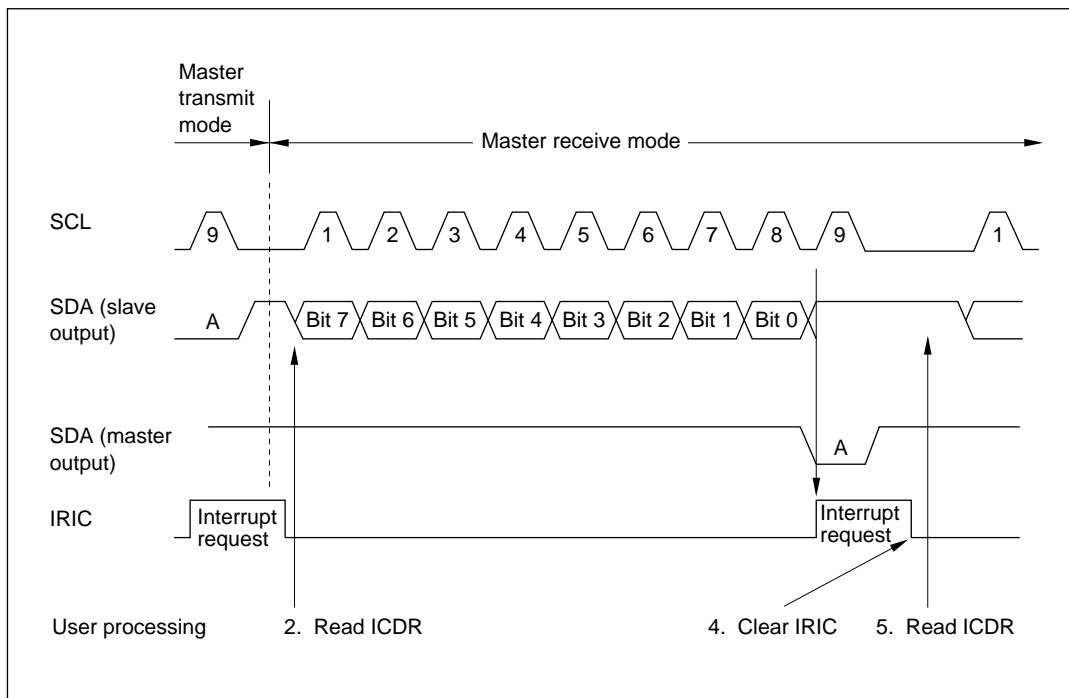 Master
transmit
mode
Master receive mode
SCL
9 1 2 3 4 5 6 7 8 9 1
SDA (slave
output)
A Bit 7 Bit 6 Bit 5 Bit 4 Bit 3 Bit 2 Bit 1 Bit 0
SDA (master
output)
A
IRIC
Interrupt
request
Interrupt
request
User processing 2. Read ICDR 4. Clear IRIC 5. Read ICDR